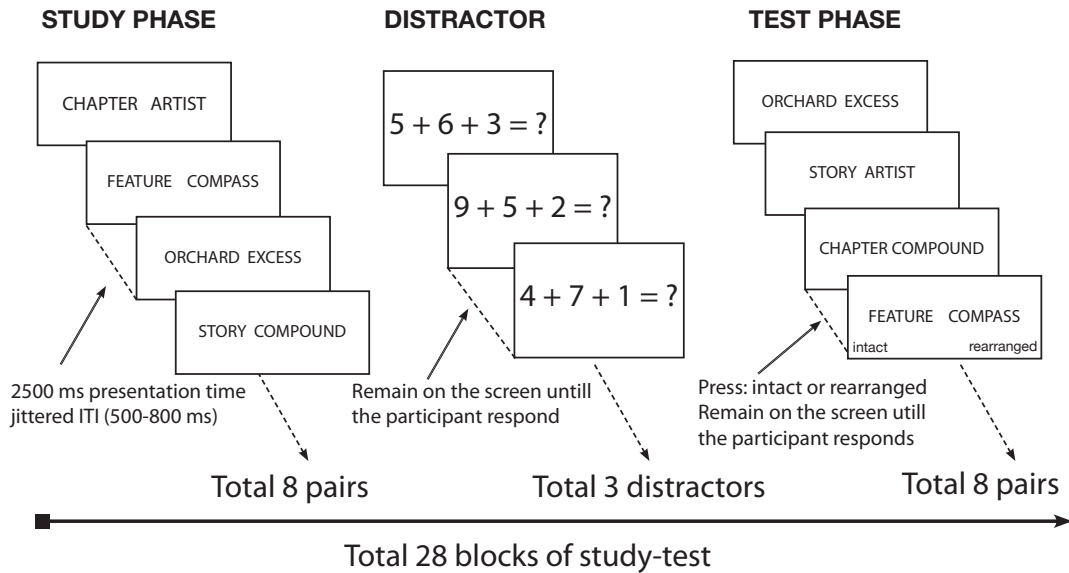 STUDY PHASE
CHAPTER ARTIST
FEATURE COMPASS
ORCHARD EXCESS
STORY COMPOUND
2500 ms presentation time
jittered ITI (500-800 ms)
Total 8 pairs
DISTRACTOR
5 + 6 + 3 = ?
9 + 5 + 2 = ?
4 + 7 + 1 = ?
Remain on the screen untill
the participant respond
Total 3 distractors
TEST PHASE
ORCHARD EXCESS
STORY ARTIST
CHAPTER COMPOUND
FEATURE COMPASS
intact rearranged
Press: intact or rearranged
Remain on the screen utill
the participant responds
Total 8 pairs
Total 28 blocks of study-test